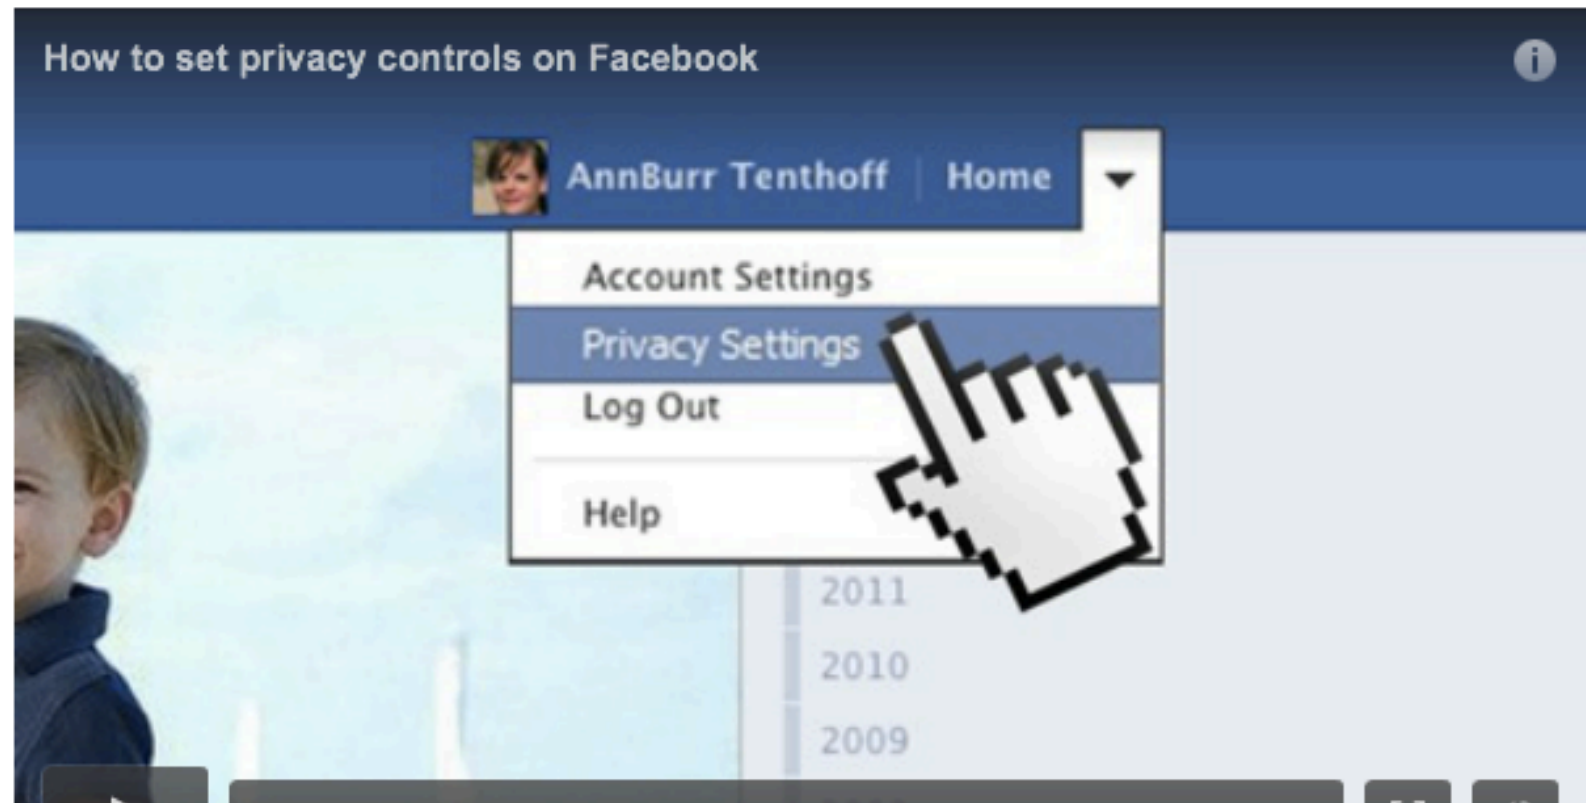 How to set privacy controls on Facebook
AnnBurr Tenthoff Home
Account Settings
Privacy Settings
Log Out
Help
2011
2010
2009